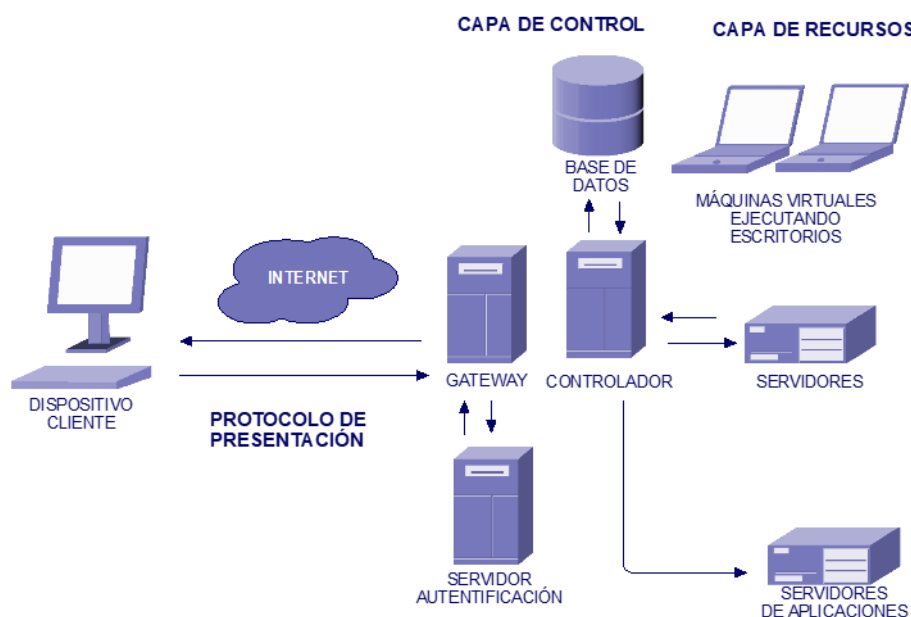 CAPA DE CONTROL
CAPA DE RECURSOS
BASE DE
DATOS
MÁQUINAS VIRTUALES
EJECUTANDO
ESCRITORIOS
INTERNET
GATEWAY
CONTROLADOR
SERVIDORES
DISPOSITIVO
CLIENTE
PROTOCOLO DE
PRESENTACIÓN
SERVIDOR
AUTENTIFICACIÓN
SERVIDORES
DE APLICACIONES